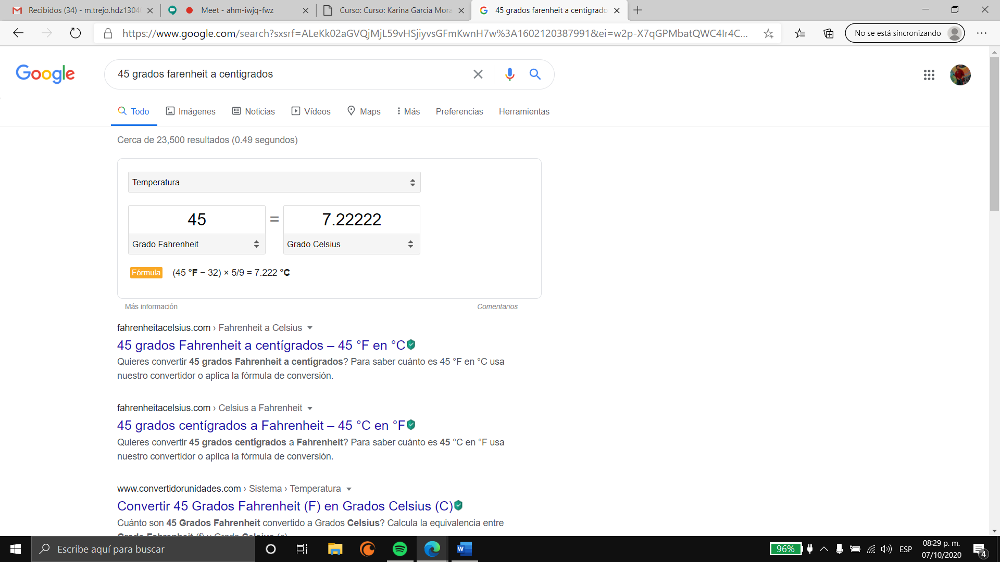 Recibidos (34) - m.trejo.hdz1304
Meet - ahm-iwjq-fwz
Curso: Curso: Karina Garcia Mora
45 grados farenheit a centigrado
https://www.google.com/search?sxsrf=ALeKk02aGVQjMjL59vHSjiyvsGFmKwnH7w%3A1602120387991&ei=w2p-X7qGPMbatQWC4Ir4C...
No se está sincronizando
Google
45 grados farenheit a centigrados
Todo Imágenes Noticias Vídeos Maps Más Preferencias Herramientas
Cerca de 23,500 resultados (0.49 segundos)
Temperatura
45 = 7.22222
Grado Fahrenheit Grado Celsius
Fórmula (45 °F − 32) × 5/9 = 7.222 °C
Más información Comentarios
fahrenheitacelsius.com › Fahrenheit a Celsius
45 grados Fahrenheit a centígrados – 45 °F en °C
Quieres convertir 45 grados Fahrenheit a centígrados? Para saber cuánto es 45 °F en °C usa
nuestro convertidor o aplica la fórmula de conversión.
fahrenheitacelsius.com › Celsius a Fahrenheit
45 grados centígrados a Fahrenheit – 45 °C en °F
Quieres convertir 45 grados centígrados a Fahrenheit? Para saber cuánto es 45 °C en °F usa
nuestro convertidor o aplica la fórmula de conversión.
www.convertidorunidades.com › Sistema › Temperatura
Convertir 45 Grados Fahrenheit (F) en Grados Celsius (C)
Cuánto son 45 Grados Fahrenheit convertido a Grados Celsius? Calcula la equivalencia entre
Grado Fahrenheit (f) y Grado Celsius (c)
Escribe aquí para buscar
96%
ESP
08:29 p. m.
07/10/2020
4